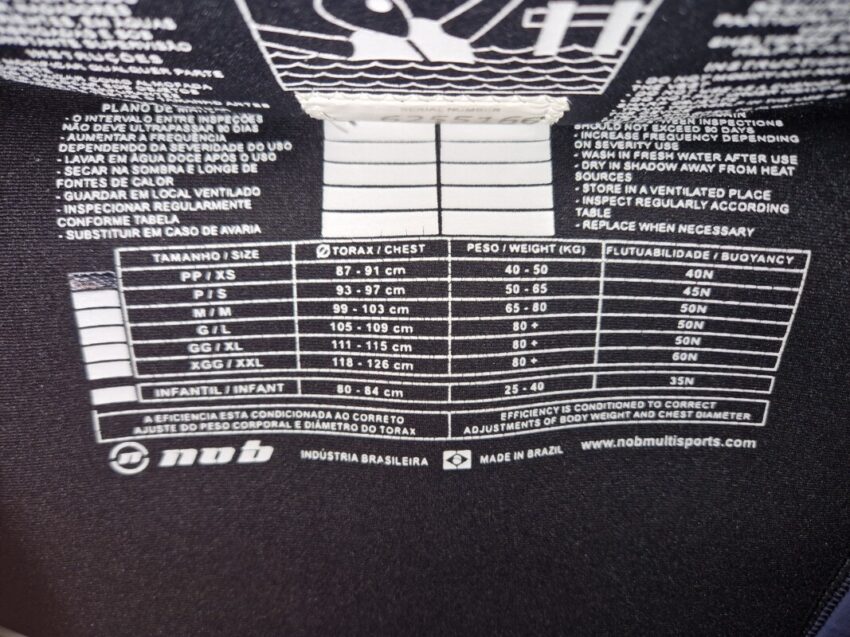 SUPERVISÃO
QUALQUER PARTE
PLANO DE
- O INTERVALO ENTRE INSPEÇÕES
NÃO DEVE ULTRAPASSAR 90 DIAS
- AUMENTAR A FREQUÊNCIA
DEPENDENDO DA SEVERIDADE DO USO
- LAVAR EM ÁGUA DOCE APÓS O USO
- SECAR NA SOMBRA E LONGE DE
FONTES DE CALOR
- GUARDAR EM LOCAL VENTILADO
- INSPECIONAR REGULARMENTE
CONFORME TABELA
- SUBSTITUIR EM CASO DE AVARIA
SERIAL NUMBER
BETWEEN INSPECTIONS
SHOULD NOT EXCEED 90 DAYS
- INCREASE FREQUENCY DEPENDING
ON SEVERITY USE
- WASH IN FRESH WATER AFTER USE
- DRY IN SHADOW AWAY FROM HEAT
SOURCES
- STORE IN A VENTILATED PLACE
- INSPECT REGULARLY ACCORDING
TABLE
- REPLACE WHEN NECESSARY
TAMANHO / SIZE Ø TORAX / CHEST PESO / WEIGHT (KG) FLUTUABILIDADE / BUOYANCY
PP / XS 87 - 91 cm 40 - 50 40N
P / S 93 - 97 cm 50 - 65 45N
M / M 99 - 103 cm 65 - 80 50N
G / L 105 - 109 cm 80 + 50N
GG / XL 111 - 115 cm 80 + 50N
XGG / XXL 118 - 126 cm 80 + 60N
INFANTIL / INFANT 80 - 84 cm 25 - 40 35N
A EFICIENCIA ESTA CONDICIONADA AO CORRETO
AJUSTE DO PESO CORPORAL E DIÂMETRO DO TORAX
EFFICIENCY IS CONDITIONED TO CORRECT
ADJUSTMENTS OF BODY WEIGHT AND CHEST DIAMETER
nob INDÚSTRIA BRASILEIRA MADE IN BRAZIL www.nobmultisports.com